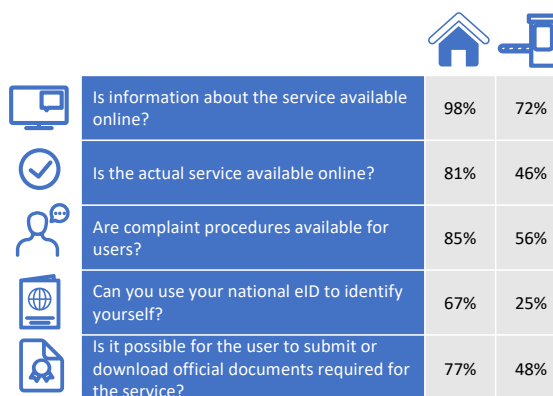 Is information about the service available
online?
98%
72%
Is the actual service available online?
81%
46%
Are complaint procedures available for
users?
85%
56%
Can you use your national eID to identify
yourself?
67%
25%
Is it possible for the user to submit or
download official documents required for
the service?
77%
48%